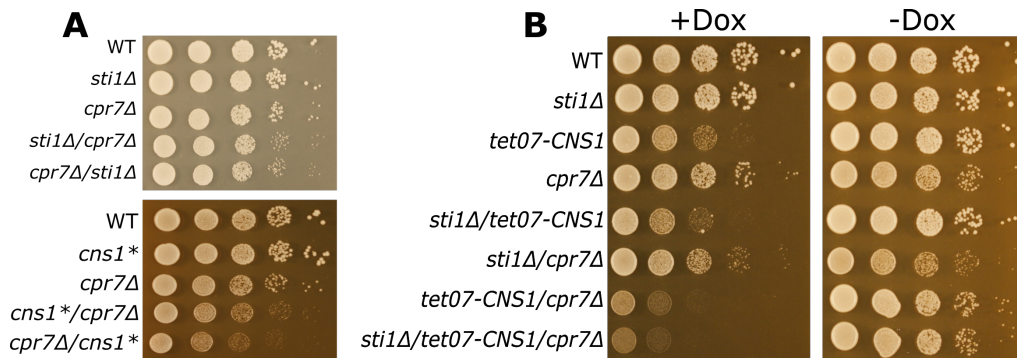 A
WT
sti1Δ
cpr7Δ
sti1Δ/cpr7Δ
cpr7Δ/sti1Δ
WT
cns1*
cpr7Δ
cns1*/cpr7Δ
cpr7Δ/cns1*
B
+Dox -Dox
WT
sti1Δ
tet07-CNS1
cpr7Δ
sti1Δ/tet07-CNS1
sti1Δ/cpr7Δ
tet07-CNS1/cpr7Δ
sti1Δ/tet07-CNS1/cpr7Δ